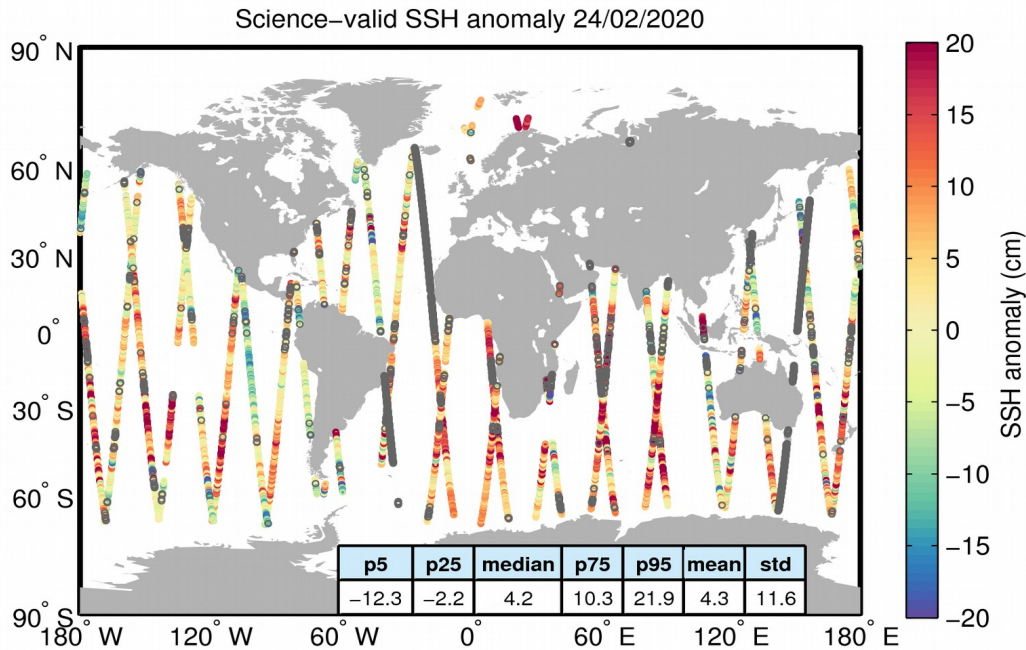 Science−valid SSH anomaly 24/02/2020
90° N
60° N
30° N
0°
30° S
60° S
90° S
180° W
120° W
60° W
0°
60° E
120° E
180° E
p5 p25 median p75 p95 mean std
−12.3 −2.2 4.2 10.3 21.9 4.3 11.6
20
15
10
5
0
−5
−10
−15
−20
SSH anomaly (cm)